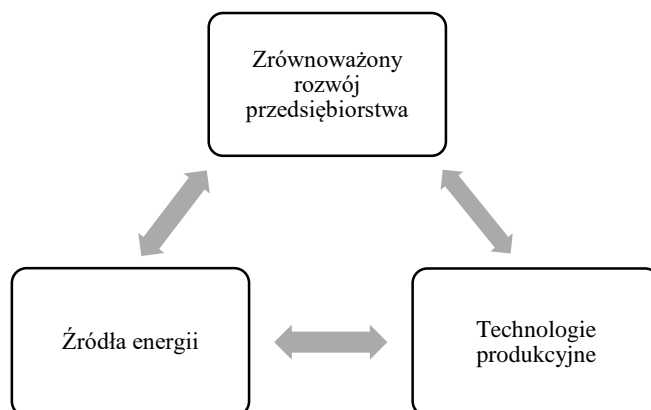 Zrównoważony
rozwój
przedsiębiorstwa
Źródła energii
Technologie
produkcyjne